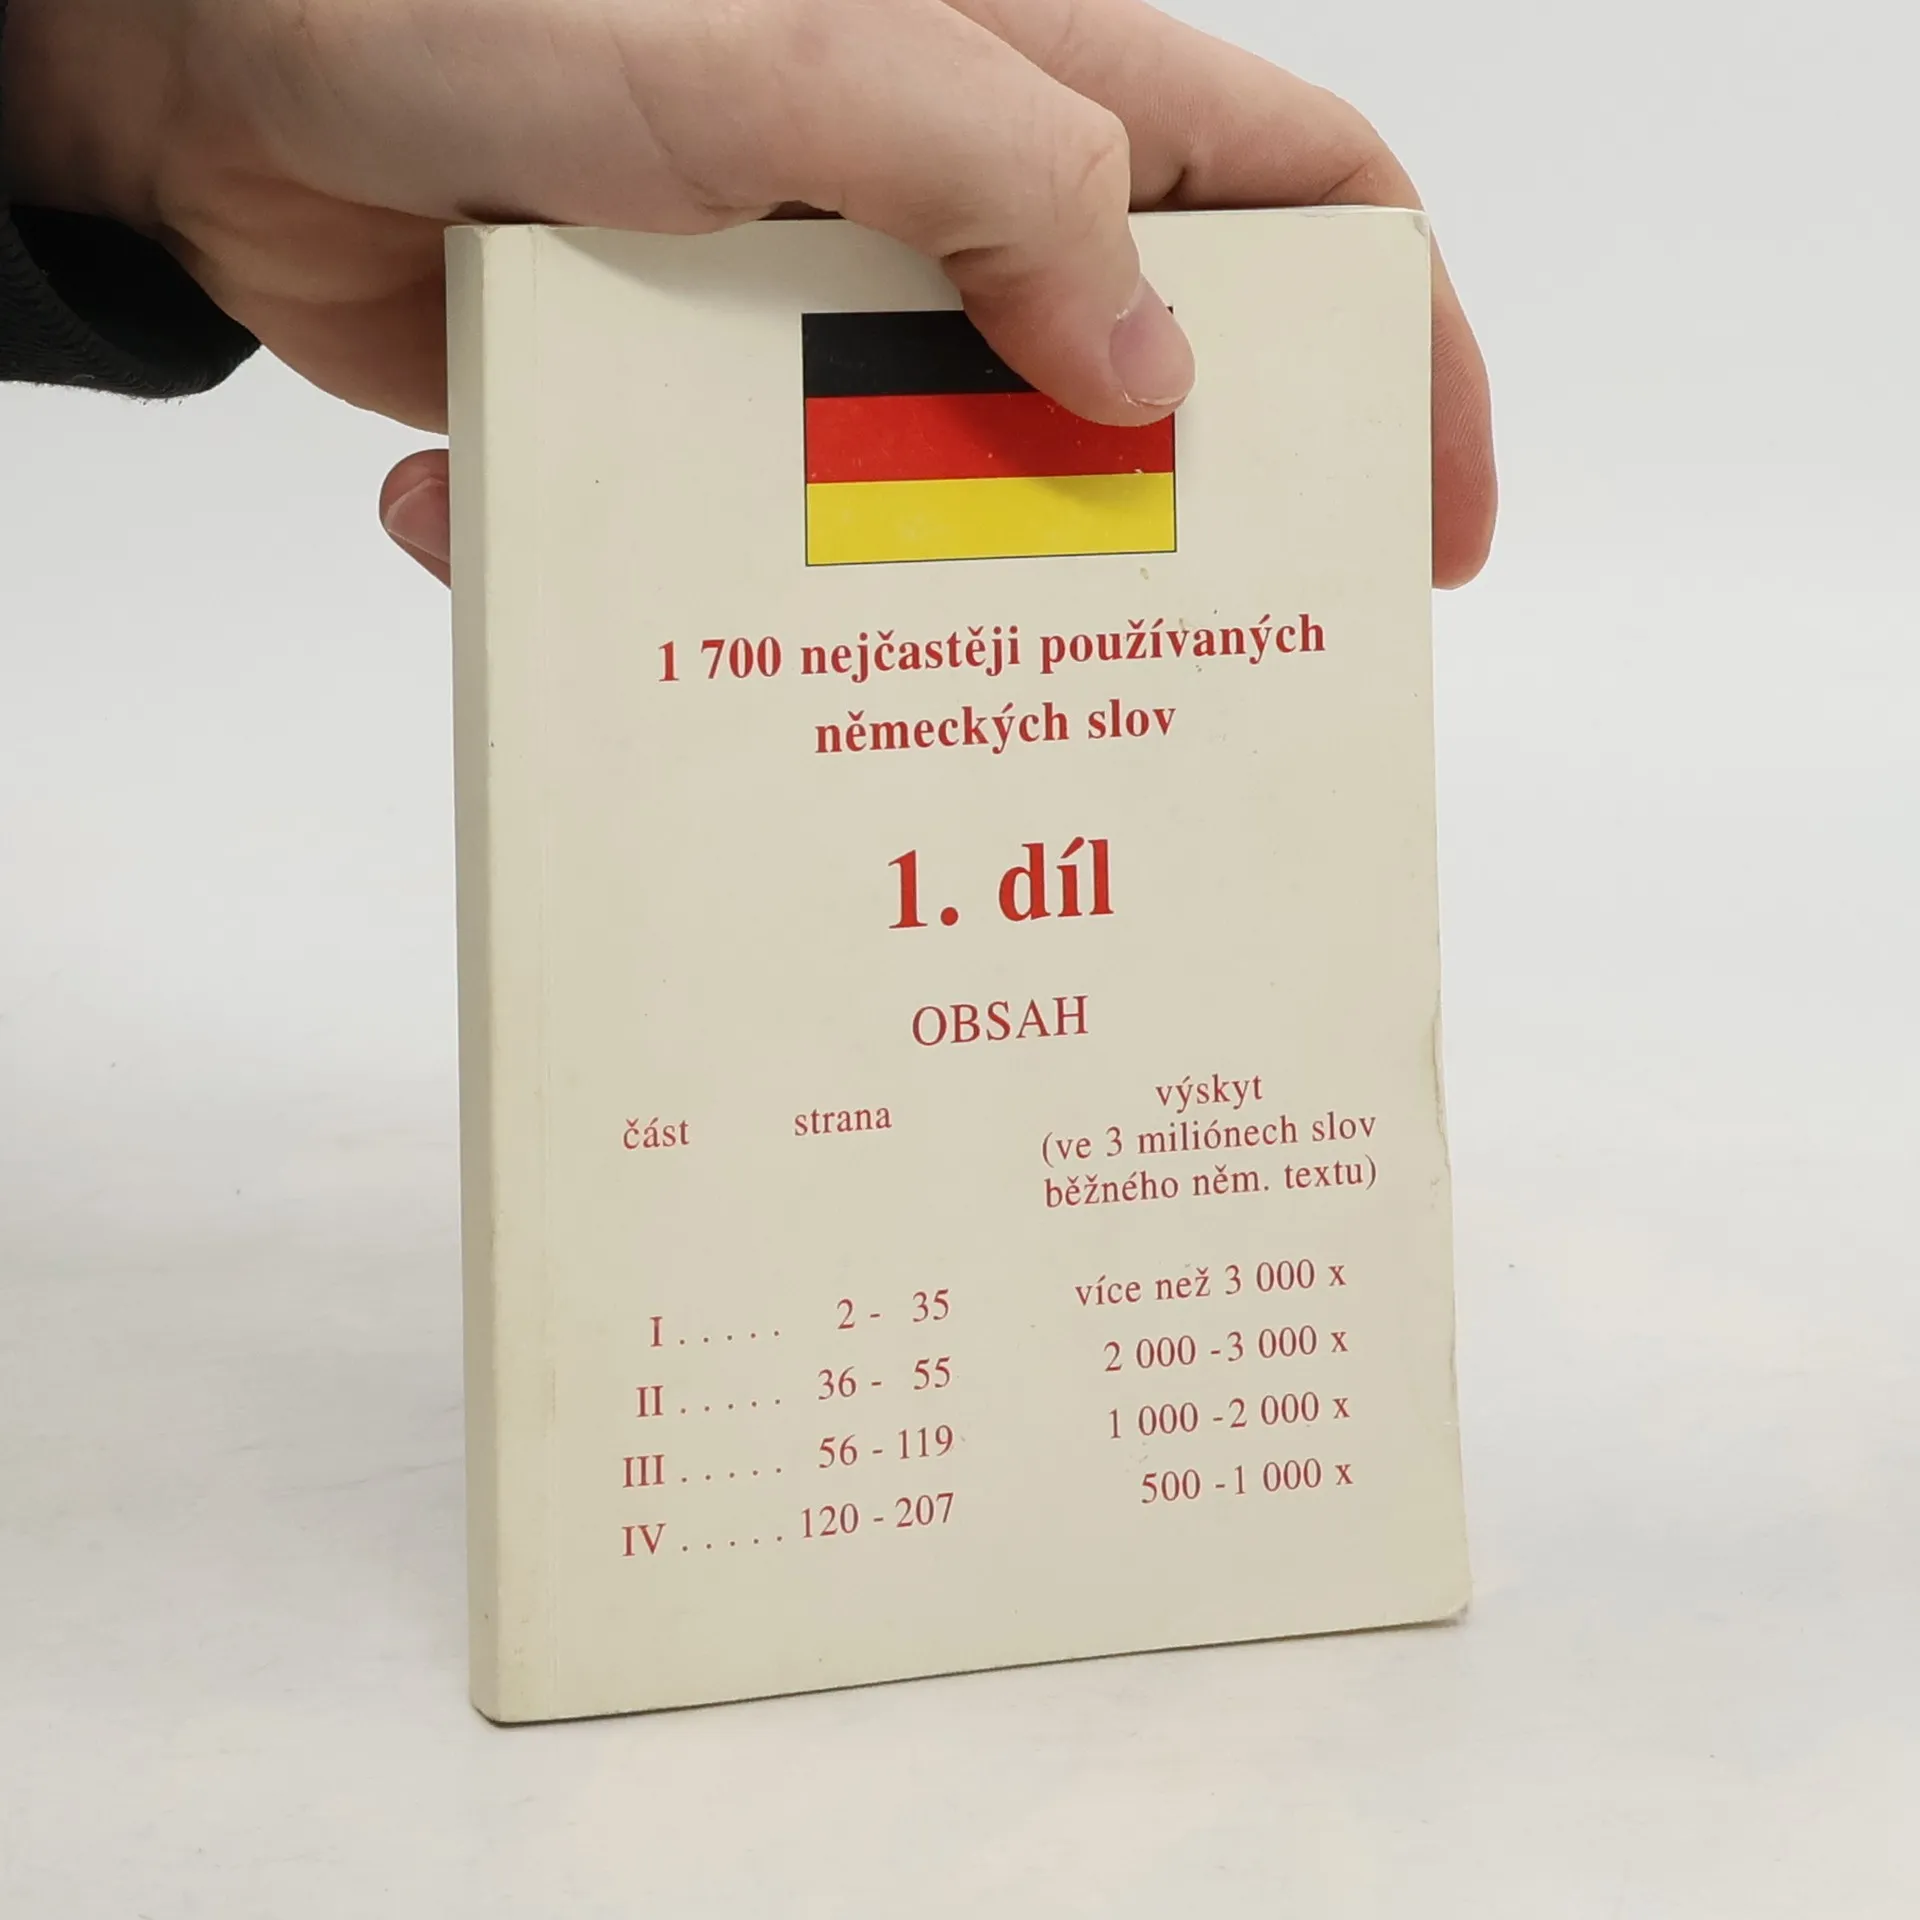 1 700 nejčastěji používaných
německých slov
1. díl
OBSAH
část strana výskyt
(ve 3 miliónech slov
běžného něm. textu)
I . . . . . 2 - 35 více než 3 000 x
II . . . . . 36 - 55 2 000 - 3 000 x
III . . . . . 56 - 119 1 000 - 2 000 x
IV . . . . . 120 - 207 500 - 1 000 x